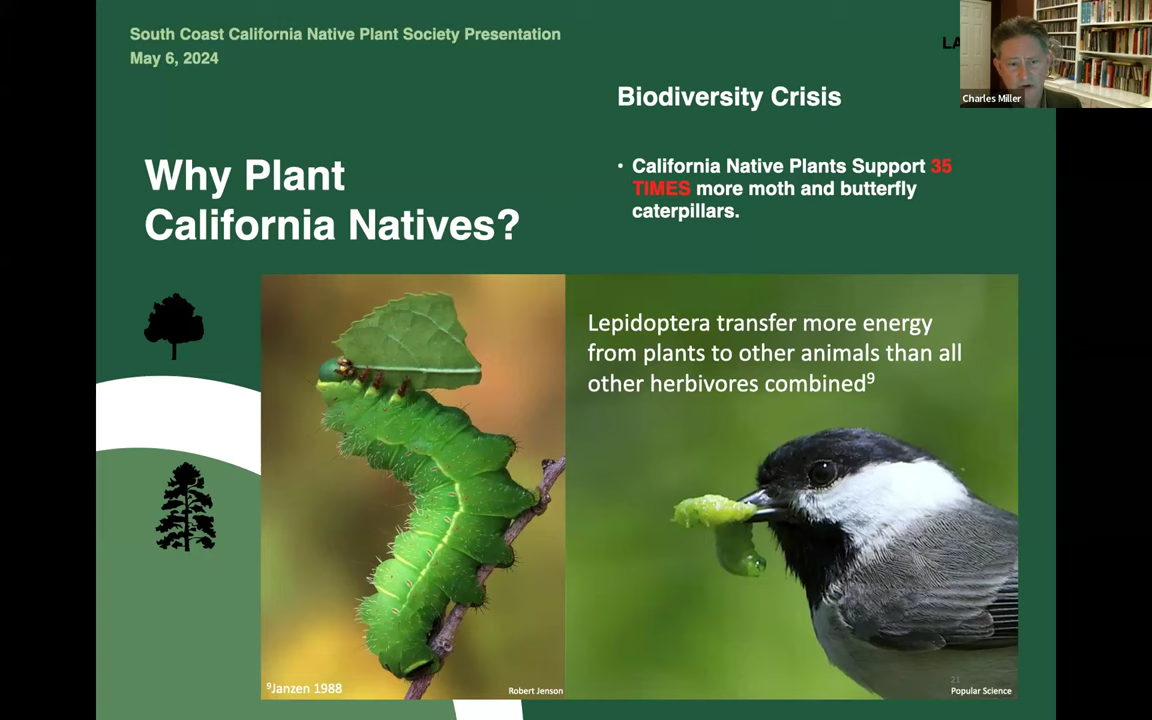 South Coast California Native Plant Society Presentation
May 6, 2024
LA
Charles Miller
Biodiversity Crisis
Why Plant
California Natives?
• California Native Plants Support 35
TIMES more moth and butterfly
caterpillars.
Lepidoptera transfer more energy
from plants to other animals than all
other herbivores combined⁹
⁹Janzen 1988
Robert Jenson
21
Popular Science